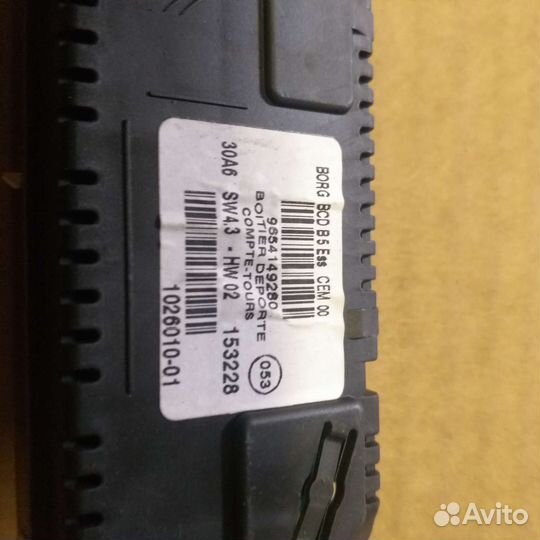 BORG BCD B5 Ess CEM 00
9654149280
BOITIER DEPORTE
COMPTE-TOURS
053
30A6 SW4.3 - HW 02 153228
1026010-01
Avito